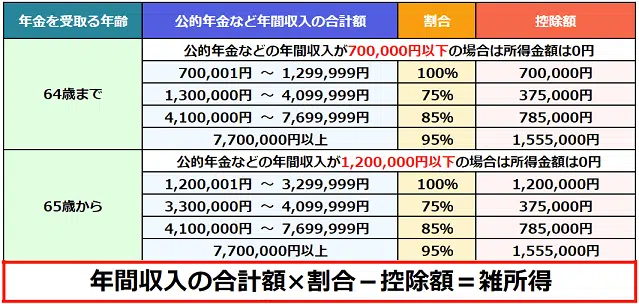 年金を受取る年齢 公的年金など年間収入の合計額 割合 控除額
公的年金などの年間収入が700,000円以下の場合は所得金額は0円
64歳まで
700,001円 ～ 1,299,999円 100% 700,000円
1,300,000円 ～ 4,099,999円 75% 375,000円
4,100,000円 ～ 7,699,999円 85% 785,000円
7,700,000円以上 95% 1,555,000円
公的年金などの年間収入が1,200,000円以下の場合は所得金額は0円
65歳から
1,200,001円 ～ 3,299,999円 100% 1,200,000円
3,300,000円 ～ 4,099,999円 75% 375,000円
4,100,000円 ～ 7,699,999円 85% 785,000円
7,700,000円以上 95% 1,555,000円
年間収入の合計額×割合－控除額＝雑所得